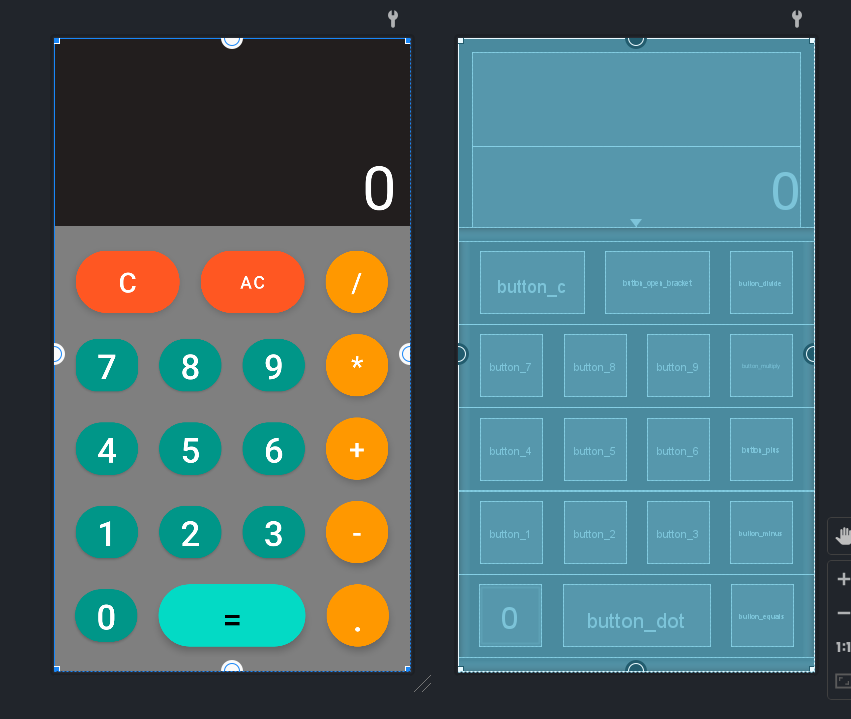 0
C AC /
7 8 9 *
4 5 6 +
1 2 3 -
0 = .
0
button_c button_open_bracket button_divide
button_7 button_8 button_9 button_multiply
button_4 button_5 button_6 button_plus
button_1 button_2 button_3 button_minus
0 button_dot button_equals
+
−
1:1